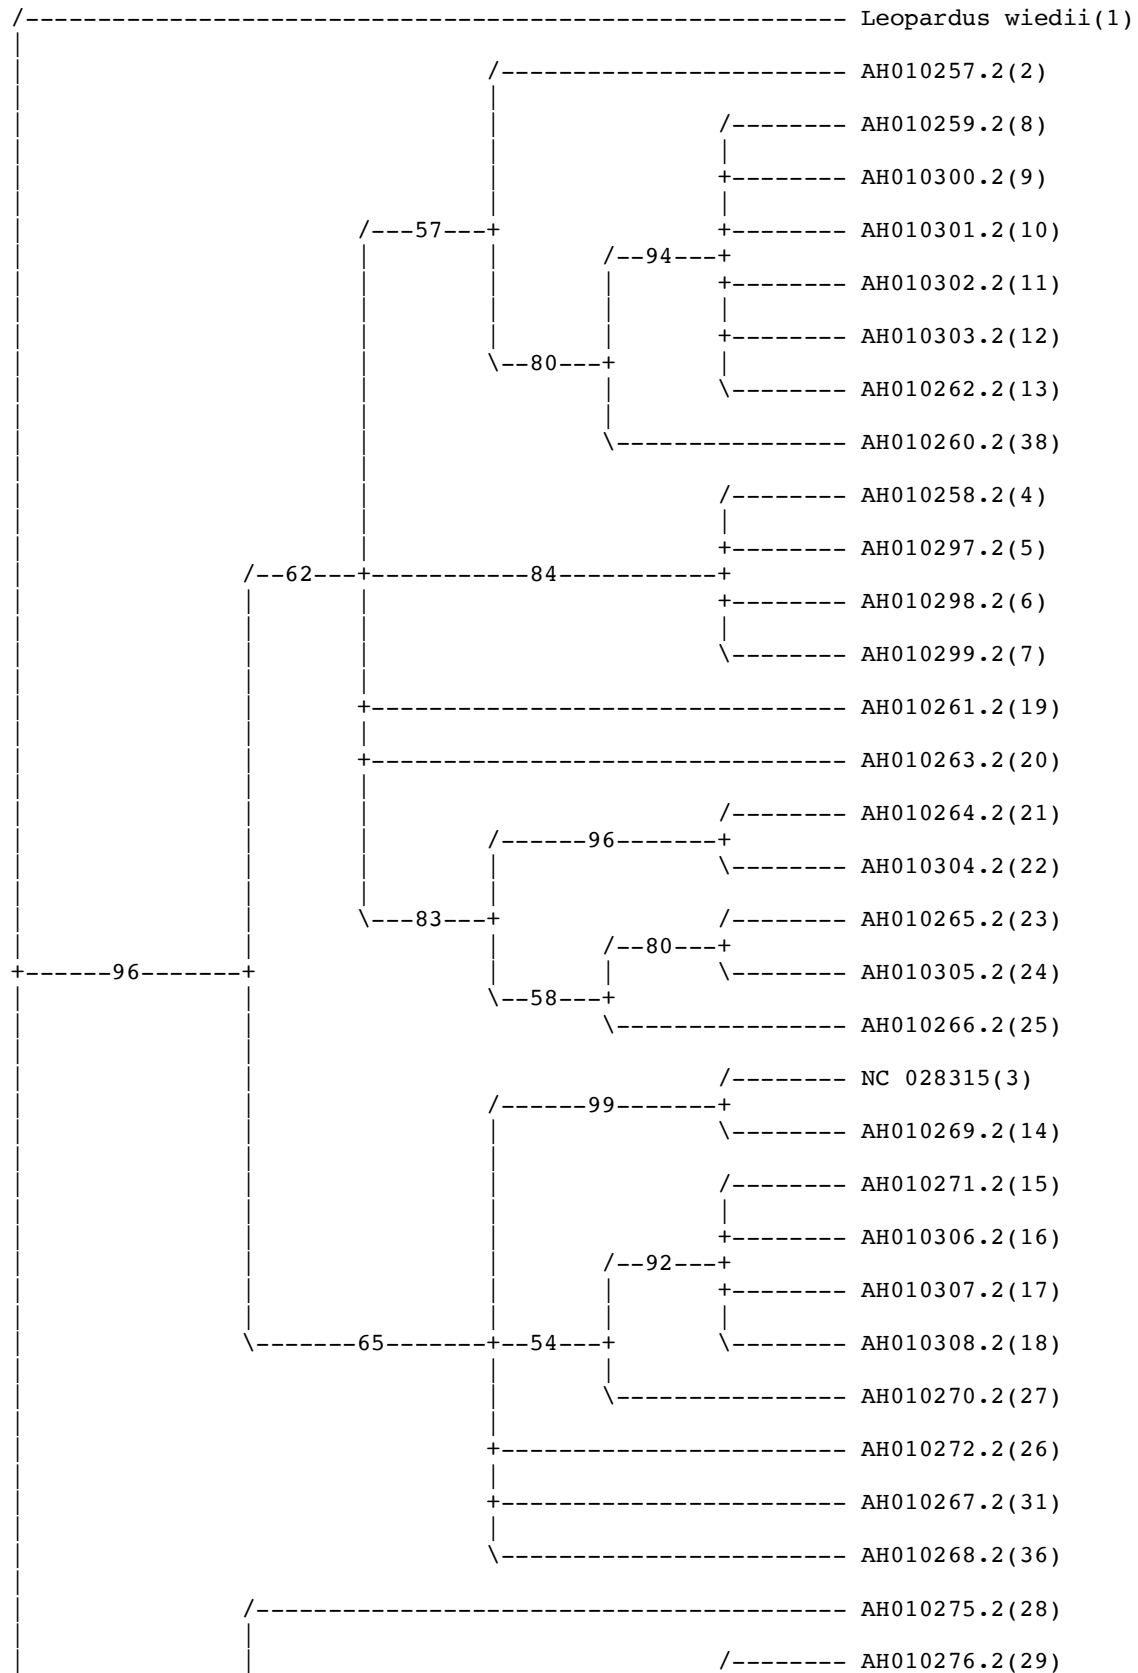 /---------------------------------------------------------- Leopardus wiedii(1)
/------------------------ AH010257.2(2)
/-------- AH010259.2(8)
+-------- AH010300.2(9)
/---57---+ +-------- AH010301.2(10)
/--94---+
+-------- AH010302.2(11)
+-------- AH010303.2(12)
\--80---+
\-------- AH010262.2(13)
\---------------- AH010260.2(38)
/-------- AH010258.2(4)
+-------- AH010297.2(5)
/--62---+-----------84-----------+
+-------- AH010298.2(6)
\-------- AH010299.2(7)
+--------------------------------- AH010261.2(19)
+--------------------------------- AH010263.2(20)
/-------- AH010264.2(21)
/------96-------+
\-------- AH010304.2(22)
\---83---+ /-------- AH010265.2(23)
/--80---+
+------96-------+ \-------- AH010305.2(24)
\--58---+
\---------------- AH010266.2(25)
/-------- NC 028315(3)
/------99-------+
\-------- AH010269.2(14)
/-------- AH010271.2(15)
+-------- AH010306.2(16)
/--92---+
+-------- AH010307.2(17)
\-------65-------+--54---+ \-------- AH010308.2(18)
\---------------- AH010270.2(27)
+------------------------ AH010272.2(26)
+------------------------ AH010267.2(31)
\------------------------ AH010268.2(36)
/----------------------------------------- AH010275.2(28)
/-------- AH010276.2(29)